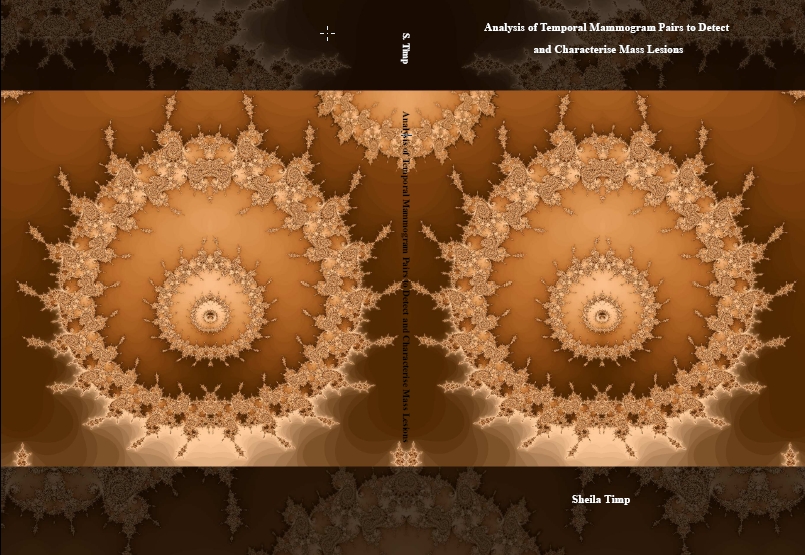 S. Timp
Analysis of Temporal Mammogram Pairs to Detect and Characterise Mass Lesions
Analysis of Temporal Mammogram Pairs to Detect
and Characterise Mass Lesions
Sheila Timp